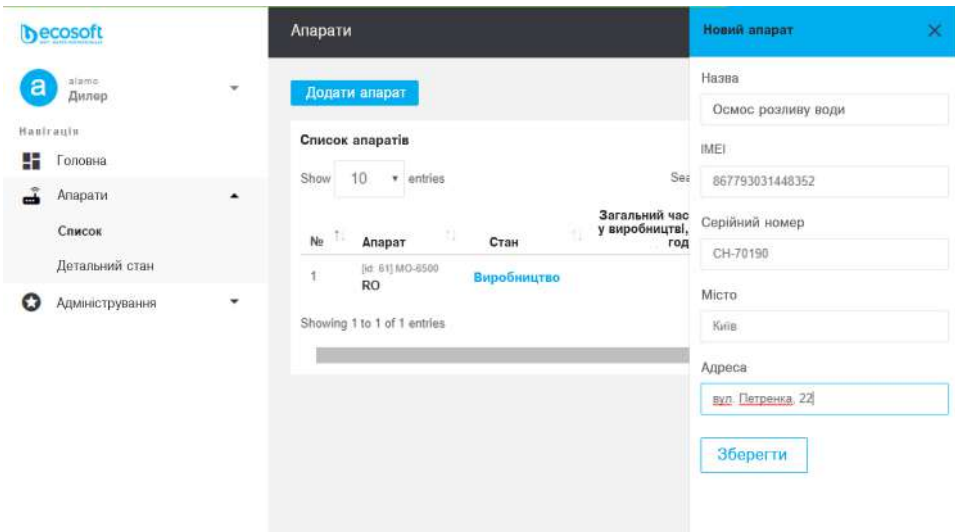 ecosoft
a
alamo
Дилер
Навігація
Головна
Апарати
Список
Детальний стан
Адміністрування
Апарати
Додати апарат
Список апаратів
Show 10 entries
Sea
№ Апарат Стан Загальний час
у виробництві,
год
1 [id: 61] MO-6500
RO
Виробництво
Showing 1 to 1 of 1 entries
Новий апарат
Назва
Осмос розливу води
IMEI
867793031448352
Серійний номер
CH-70190
Місто
Київ
Адреса
вул. Петренка, 22
Зберегти